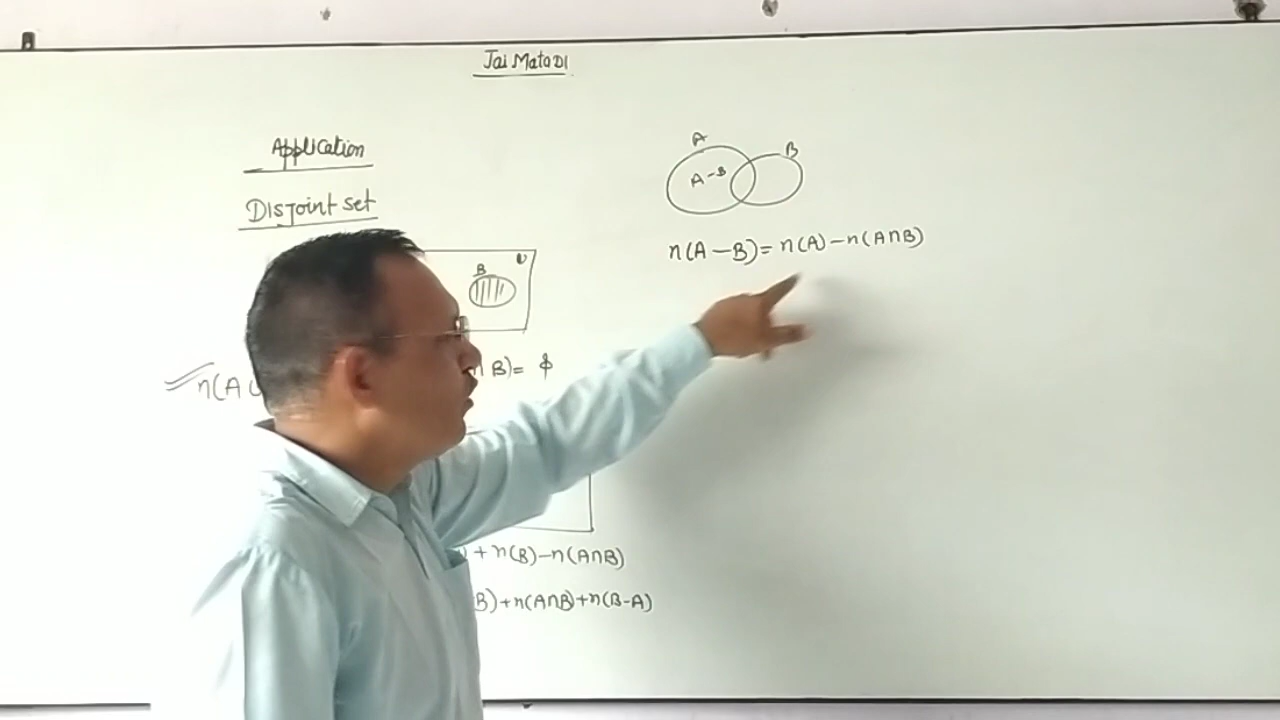 Jai Mata DI
Application
Disjoint set
B U
n(A U
∩ B)= $
+ n(B)-n(A∩B)
B)+n(A∩B)+n(B-A)
A
B
A-B
n(A-B)=n(A)-n(A∩B)